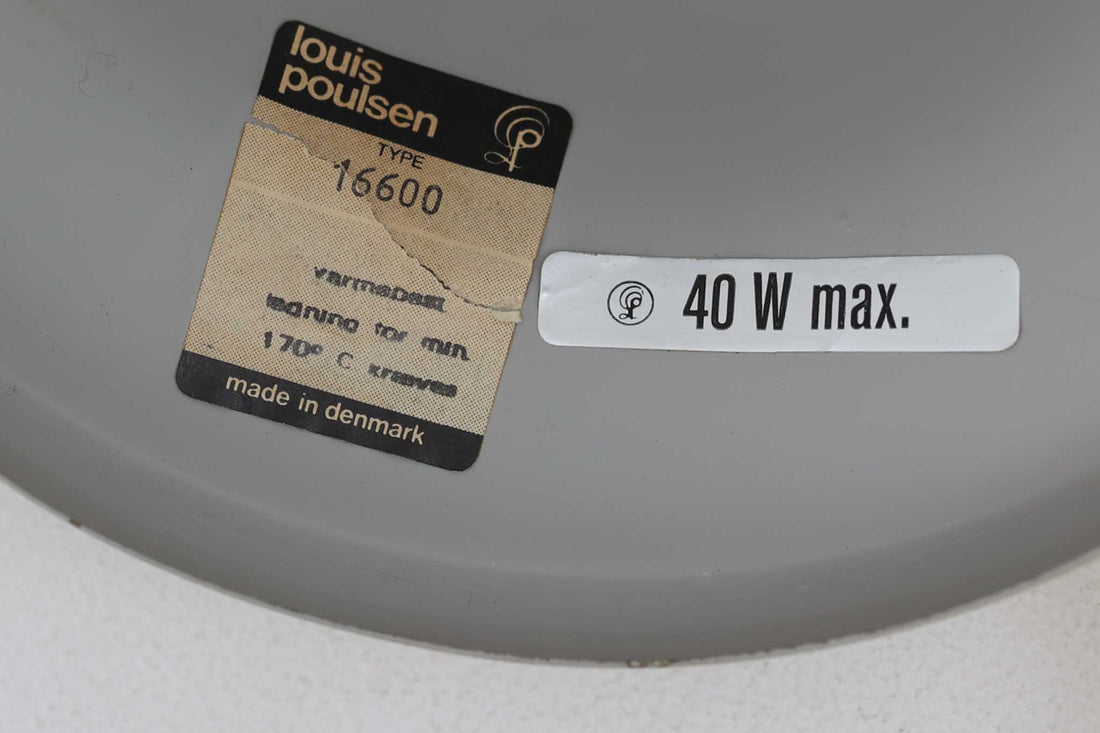 louis
poulsen
TYPE
16600
varmebest.
ledning for min.
170° C kræves
made in denmark
40 W max.